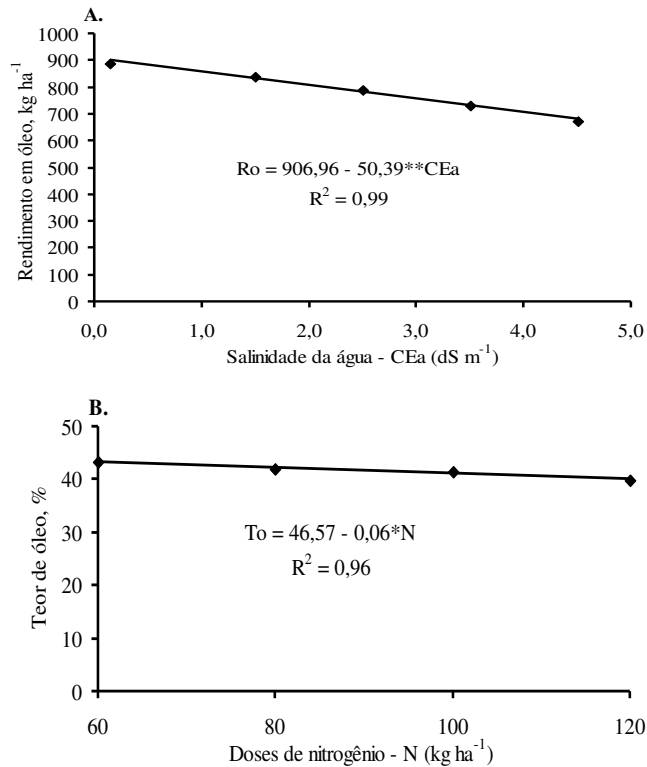 A.
Rendimento em óleo, kg ha⁻¹
1000
900
800
700
600
500
400
300
200
100
0
Ro = 906,96 - 50,39**CEa
R² = 0,99
0,0 1,0 2,0 3,0 4,0 5,0
Salinidade da água - CEa (dS m⁻¹)
B.
Teor de óleo, %
50
40
30
20
10
0
To = 46,57 - 0,06*N
R² = 0,96
60 80 100 120
Doses de nitrogênio - N (kg ha⁻¹)